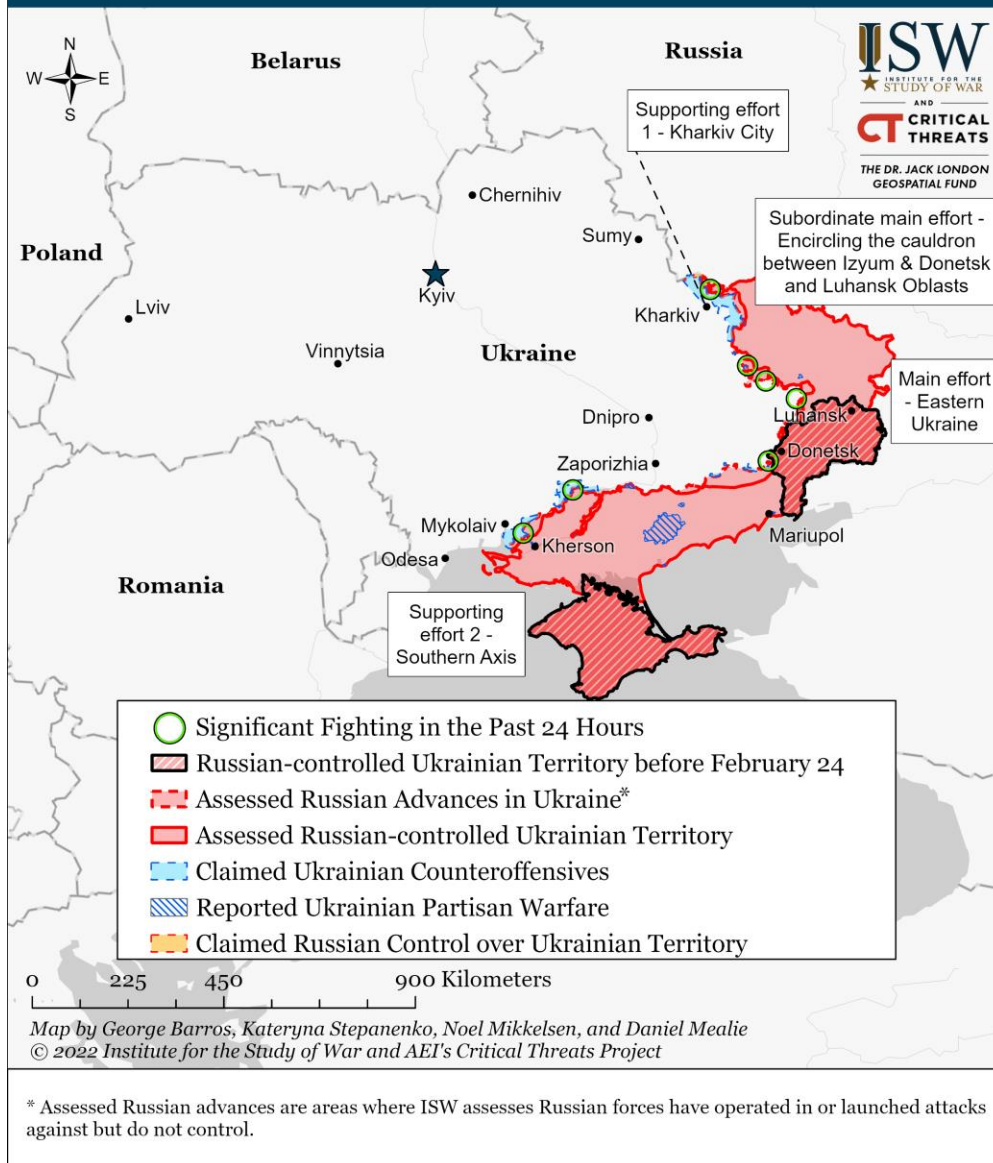 N
W E
S
Belarus
Russia
ISW
INSTITUTE FOR THE
STUDY OF WAR
AND
CT CRITICAL
THREATS
THE DR. JACK LONDON
GEOSPATIAL FUND
Supporting effort
1 - Kharkiv City
Subordinate main effort -
Encircling the cauldron
between Izyum & Donetsk
and Luhansk Oblasts
Chernihiv
Sumy
Poland
Kyiv
Lviv
Kharkiv
Vinnytsia
Ukraine
Main effort
- Eastern
Ukraine
Dnipro
Luhansk
Donetsk
Zaporizhia
Mykolaiv
Mariupol
Kherson
Odesa
Romania
Supporting
effort 2 -
Southern Axis
Significant Fighting in the Past 24 Hours
Russian-controlled Ukrainian Territory before February 24
Assessed Russian Advances in Ukraine*
Assessed Russian-controlled Ukrainian Territory
Claimed Ukrainian Counteroffensives
Reported Ukrainian Partisan Warfare
Claimed Russian Control over Ukrainian Territory
0 225 450 900 Kilometers
Map by George Barros, Kateryna Stepanenko, Noel Mikkelsen, and Daniel Mealie
© 2022 Institute for the Study of War and AEI's Critical Threats Project
* Assessed Russian advances are areas where ISW assesses Russian forces have operated in or launched attacks
against but do not control.